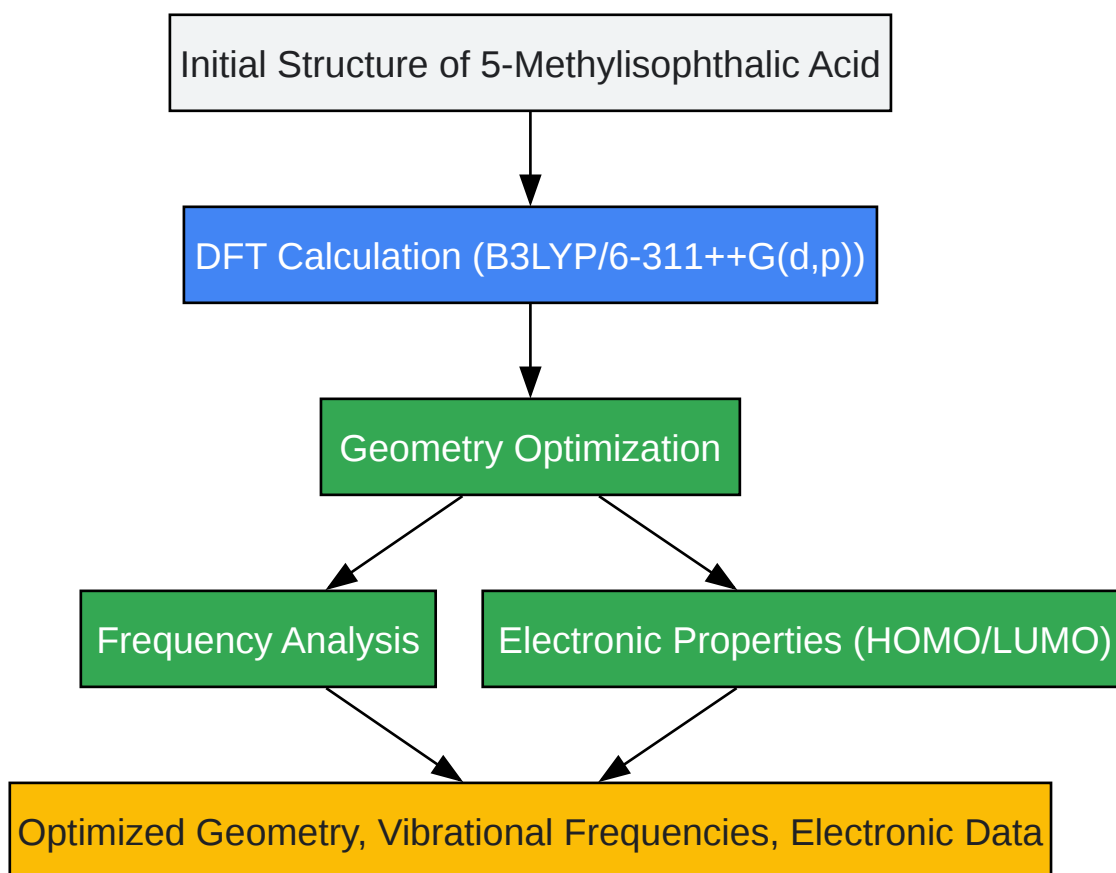 Initial Structure of 5-Methylisophthalic Acid
DFT Calculation (B3LYP/6-311++G(d,p))
Geometry Optimization
Frequency Analysis
Electronic Properties (HOMO/LUMO)
Optimized Geometry, Vibrational Frequencies, Electronic Data